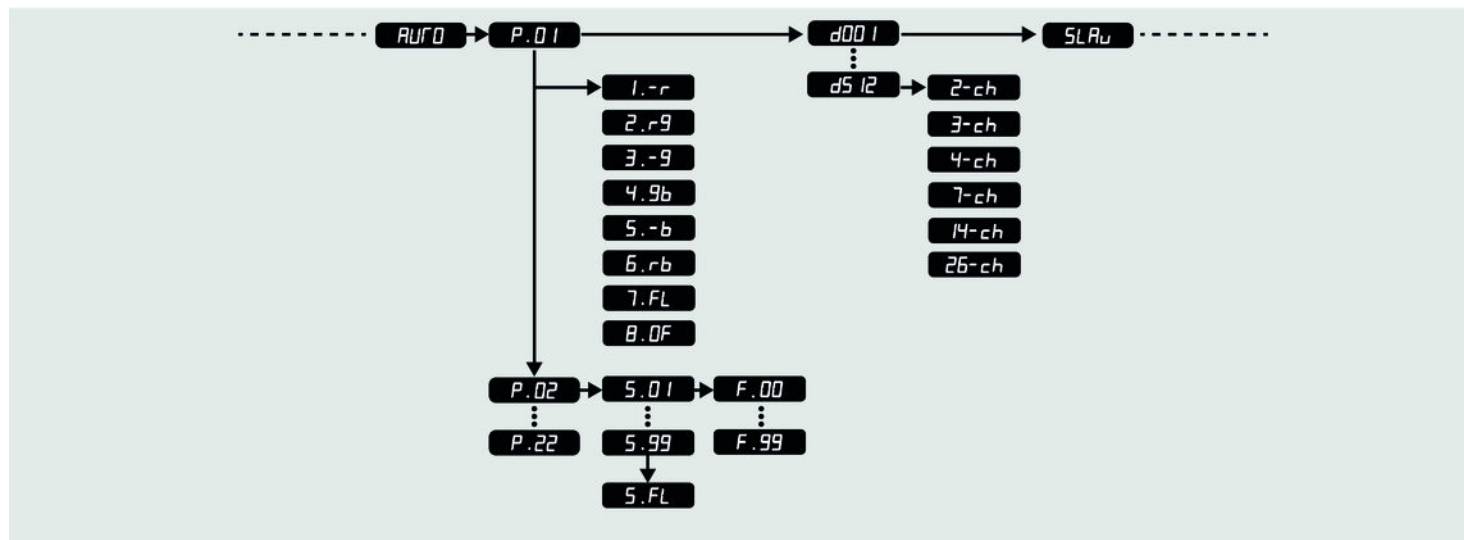 AUTO P.01 d001 SLAv
d512 2-ch
1.-r
2.rg
3.-g
4.gb
5.-b
6.rb
7.FL
8.OF
3-ch
4-ch
7-ch
14-ch
26-ch
P.02 S.01 F.00
P.22 S.99 F.99
S.FL